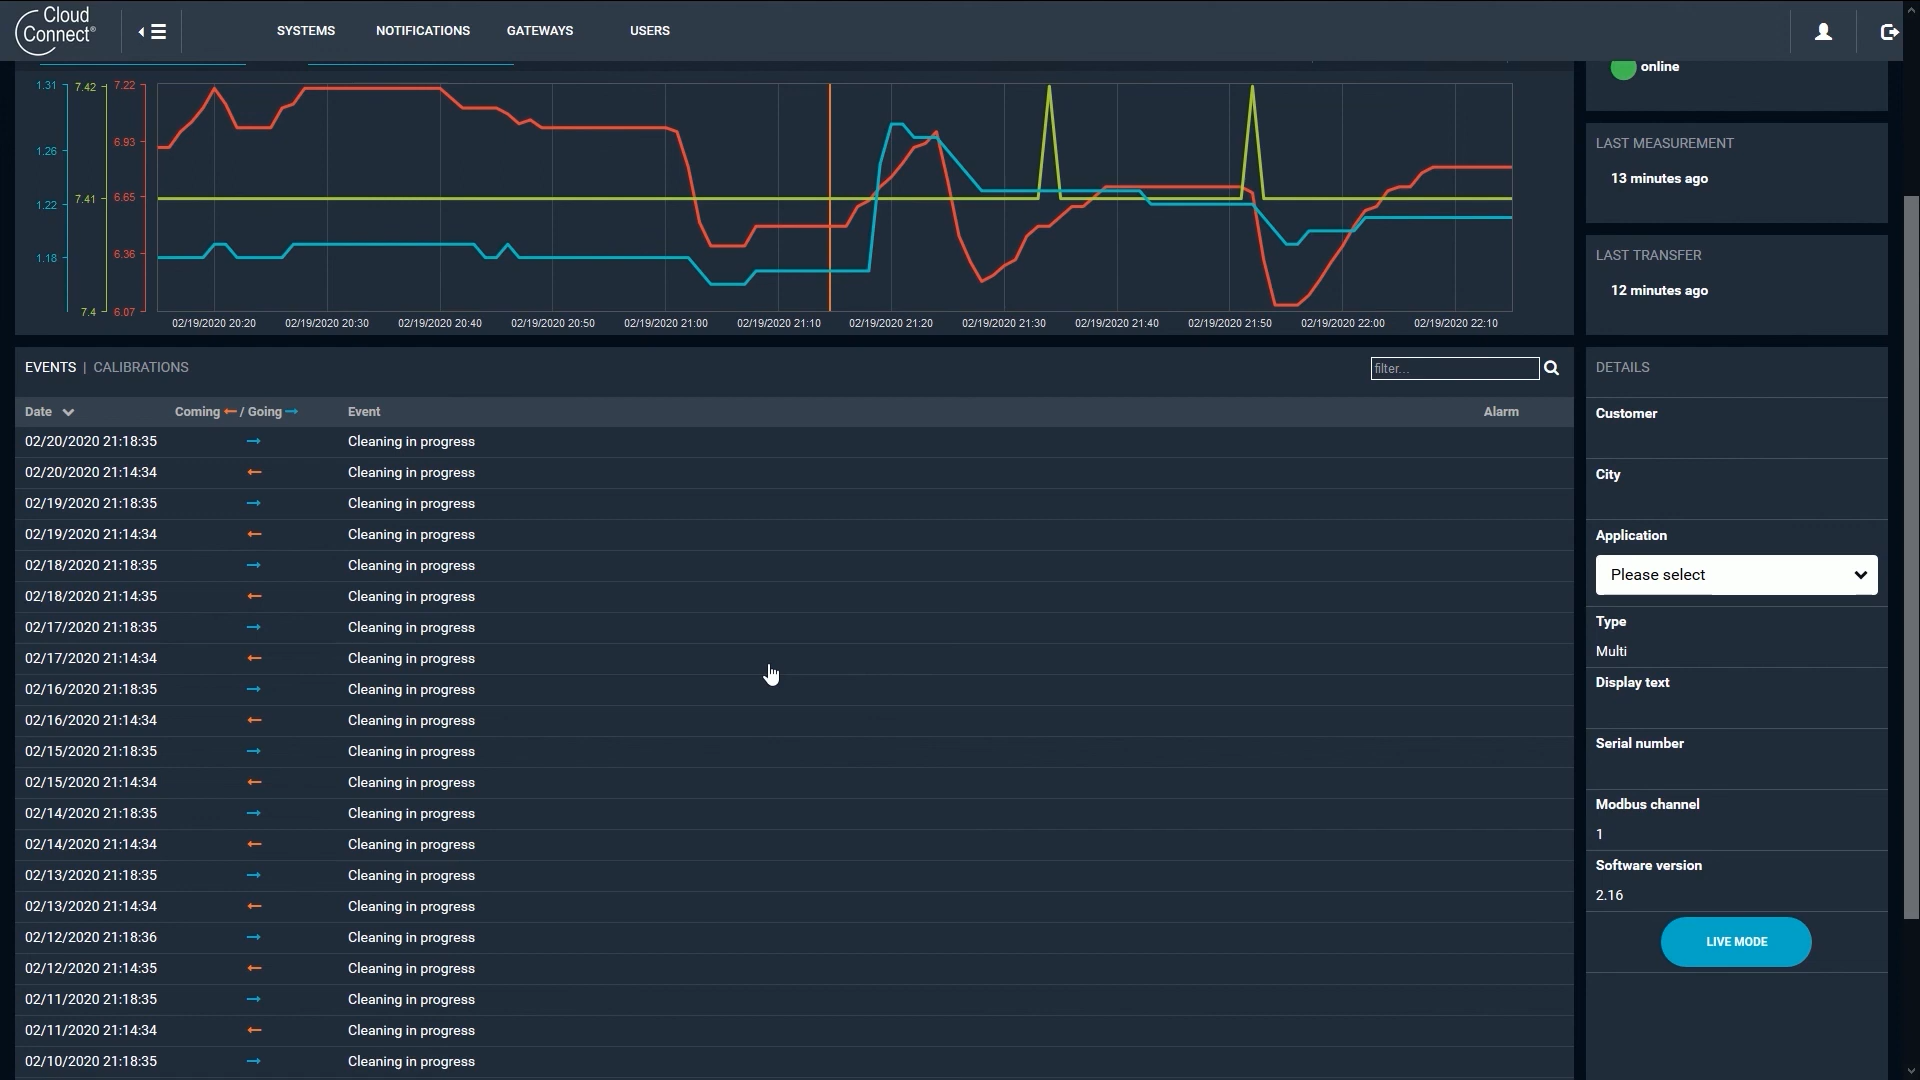 Cloud
Connect®
SYSTEMS NOTIFICATIONS GATEWAYS USERS
online
1.31 7.42 7.22
1.26 6.93
1.22 7.41 6.65
1.18 6.36
7.4 6.07
02/19/2020 20:20 02/19/2020 20:30 02/19/2020 20:40 02/19/2020 20:50 02/19/2020 21:00 02/19/2020 21:10 02/19/2020 21:20 02/19/2020 21:30 02/19/2020 21:40 02/19/2020 21:50 02/19/2020 22:00 02/19/2020 22:10
LAST MEASUREMENT
13 minutes ago
LAST TRANSFER
12 minutes ago
EVENTS | CALIBRATIONS
filter...
Date Coming / Going Event Alarm
02/20/2020 21:18:35 Cleaning in progress
02/20/2020 21:14:34 Cleaning in progress
02/19/2020 21:18:35 Cleaning in progress
02/19/2020 21:14:34 Cleaning in progress
02/18/2020 21:18:35 Cleaning in progress
02/18/2020 21:14:35 Cleaning in progress
02/17/2020 21:18:35 Cleaning in progress
02/17/2020 21:14:34 Cleaning in progress
02/16/2020 21:18:35 Cleaning in progress
02/16/2020 21:14:34 Cleaning in progress
02/15/2020 21:18:35 Cleaning in progress
02/15/2020 21:14:34 Cleaning in progress
02/14/2020 21:18:35 Cleaning in progress
02/14/2020 21:14:34 Cleaning in progress
02/13/2020 21:18:35 Cleaning in progress
02/13/2020 21:14:34 Cleaning in progress
02/12/2020 21:18:36 Cleaning in progress
02/12/2020 21:14:35 Cleaning in progress
02/11/2020 21:18:35 Cleaning in progress
02/11/2020 21:14:34 Cleaning in progress
02/10/2020 21:18:35 Cleaning in progress
DETAILS
Customer
City
Application
Please select
Type
Multi
Display text
Serial number
Modbus channel
1
Software version
2.16
LIVE MODE